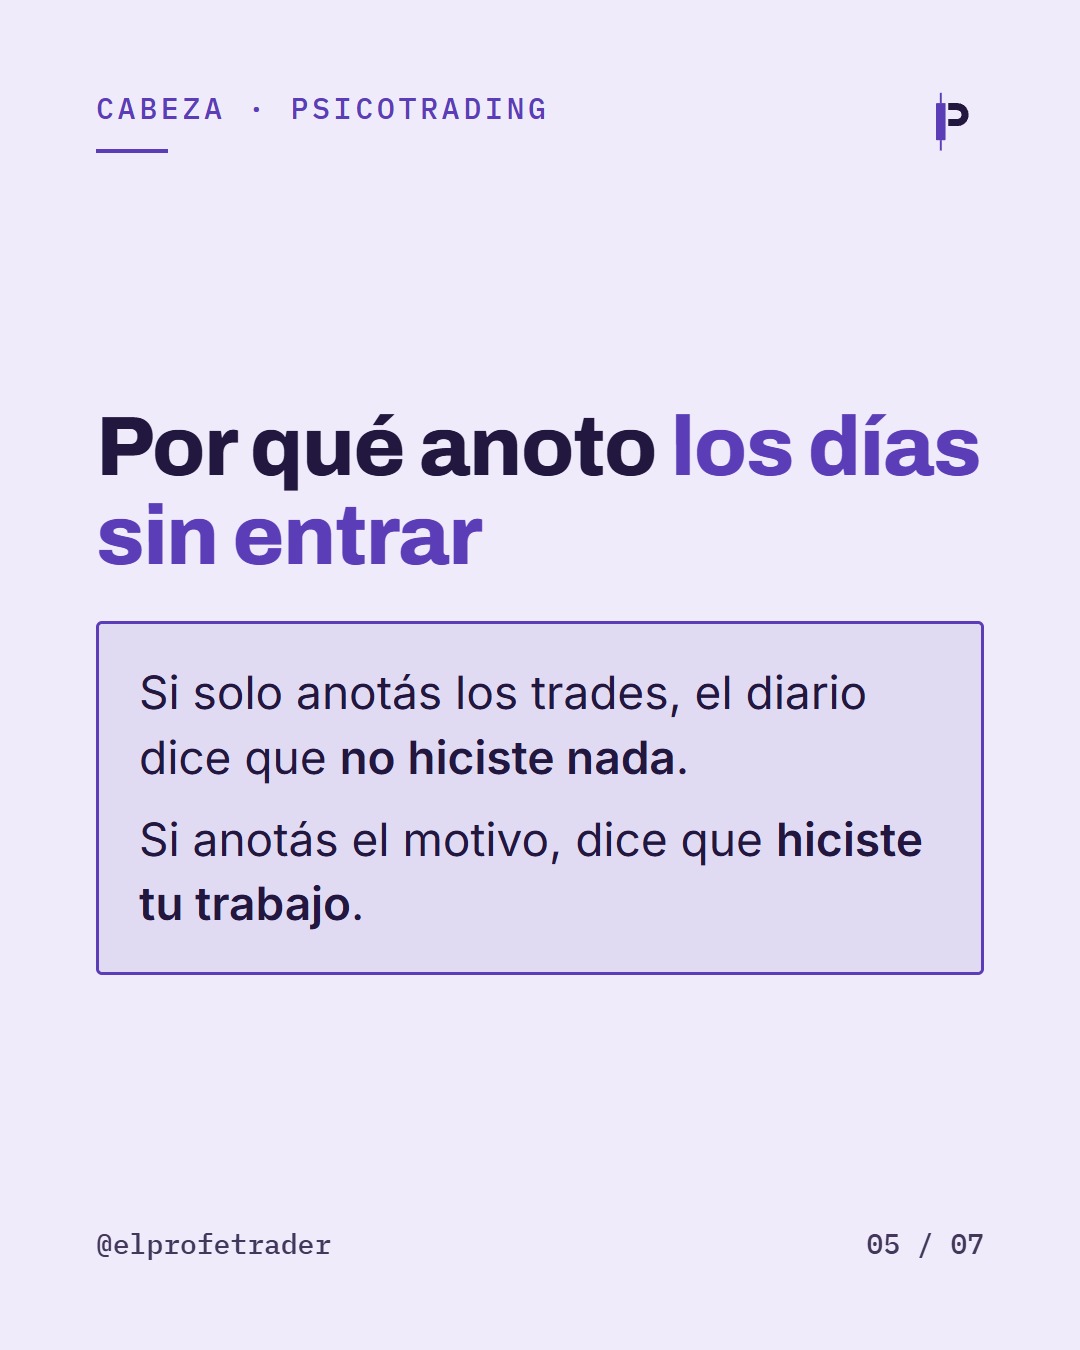 CABEZA · PSICOTRADING
Por qué anoto los días
sin entrar
Si solo anotás los trades, el diario
dice que no hiciste nada.
Si anotás el motivo, dice que hiciste
tu trabajo.
@elprofetrader
05 / 07